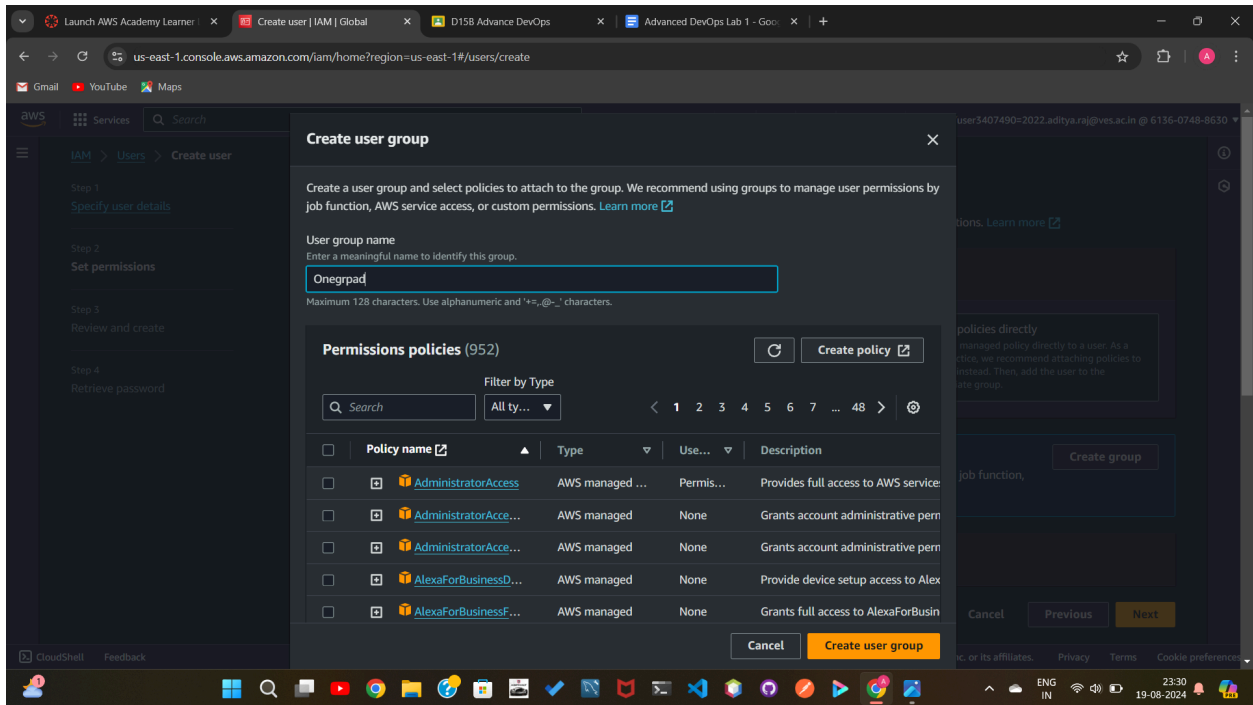 Launch AWS Academy Learner
Create user | IAM | Global
D15B Advance DevOps
Advanced DevOps Lab 1 - Goo
us-east-1.console.aws.amazon.com/iam/home?region=us-east-1#/users/create
A
Gmail
YouTube
Maps
aws
Services
Search
user3407490=2022.aditya.raj@ves.ac.in @ 6136-0748-8630
IAM > Users > Create user
Step 1
Specify user details
Step 2
Set permissions
Step 3
Review and create
Step 4
Retrieve password
Create user group
Create a user group and select policies to attach to the group. We recommend using groups to manage user permissions by
job function, AWS service access, or custom permissions. Learn more
User group name
Enter a meaningful name to identify this group.
Onegrpad
Maximum 128 characters. Use alphanumeric and '+=,.@-_' characters.
Permissions policies (952)
Create policy
Filter by Type
Search
All ty...
1 2 3 4 5 6 7 ... 48
Policy name
Type
Use...
Description
AdministratorAccess
AWS managed ...
Permis...
Provides full access to AWS services
AdministratorAcce...
AWS managed
None
Grants account administrative perm
AdministratorAcce...
AWS managed
None
Grants account administrative perm
AlexaForBusinessD...
AWS managed
None
Provide device setup access to Alex
AlexaForBusinessF...
AWS managed
None
Grants full access to AlexaForBusin
Cancel
Create user group
tions. Learn more
policies directly
managed policy directly to a user. As a
ctice, we recommend attaching policies to
instead. Then, add the user to the
ate group.
Create group
job function,
Cancel
Previous
Next
CloudShell
Feedback
nc. or its affiliates.
Privacy
Terms
Cookie preferences
1
ENG
IN
23:30
19-08-2024